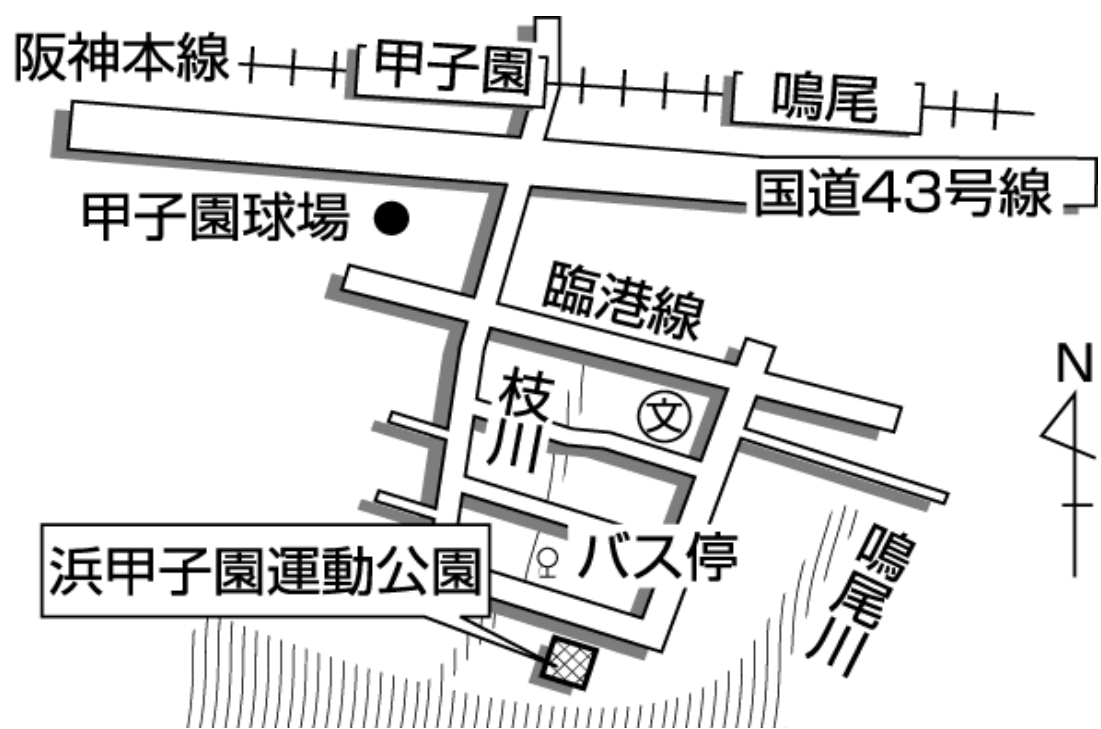 阪神本線
甲子園
鳴尾
国道43号線
甲子園球場
臨港線
N
枝川
文
浜甲子園運動公園
バス停
鳴尾川